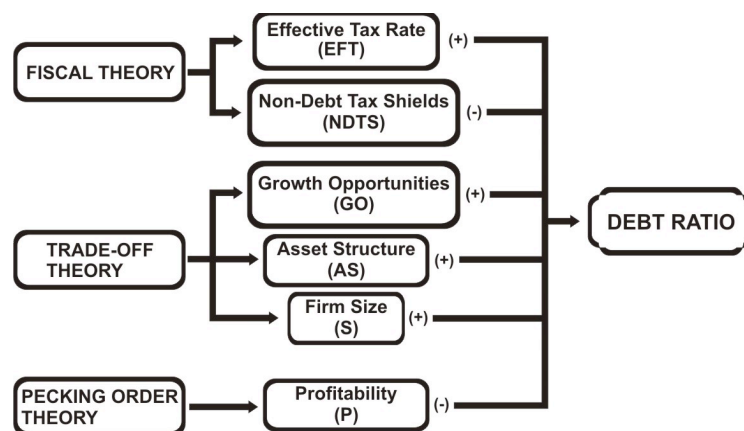 FISCAL THEORY
Effective Tax Rate
(EFT)
(+)
Non-Debt Tax Shields
(NDTS)
(-)
TRADE-OFF
THEORY
Growth Opportunities
(GO)
(+)
Asset Structure
(AS)
(+)
Firm Size
(S)
(+)
PECKING ORDER
THEORY
Profitability
(P)
(-)
DEBT RATIO